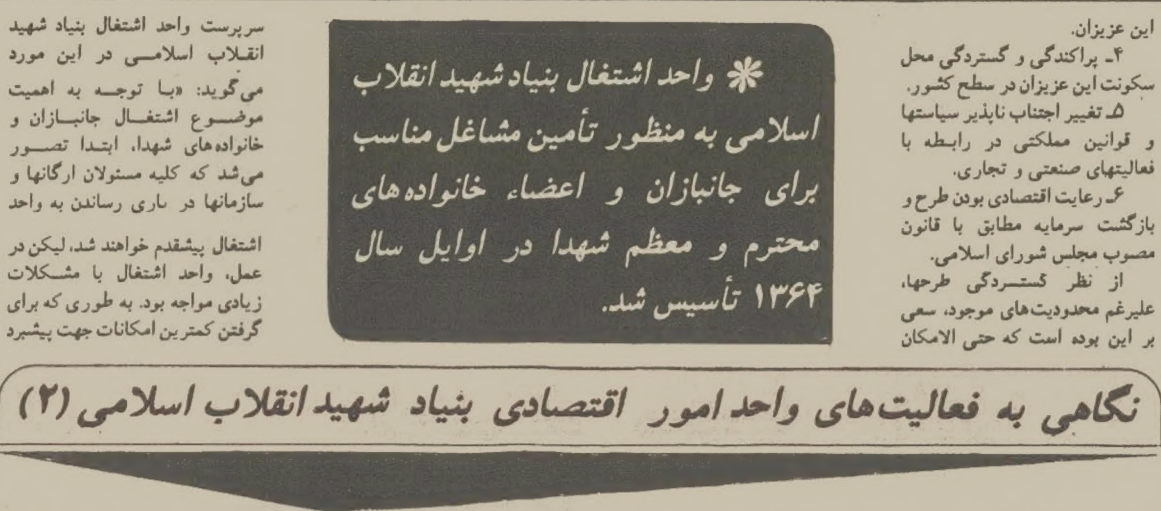 این عزیزان.
۴ـ پراکندگی و گستردگی محل
سکونت این عزیزان در سطح کشور.
۵ـ تغییر اجتناب ناپذیر سیاستها
و قوانین مملکتی در رابطه با
فعالیتهای صنعتی و تجاری.
۶ـ رعایت اقتصادی بودن طرح و
بازگشت سرمایه مطابق با قانون
مصوب مجلس شورای اسلامی.
از نظر گستردگی طرحها،
علیرغم محدودیت‌های موجود، سعی
بر این بوده است که حتی الامکان
* واحد اشتغال بنیاد شهید انقلاب
اسلامی به منظور تأمین مشاغل مناسب
برای جانبازان و اعضاء خانواده‌های
محترم و معظم شهدا در اوایل سال
۱۳۶۴ تأسیس شد.
سرپرست واحد اشتغال بنیاد شهید
انقلاب اسلامی در این مورد
می‌گوید: «با توجه به اهمیت
موضوع اشتغال جانبازان و
خانواده‌های شهدا، ابتدا تصور
می‌شد که کلیه مسئولان ارگانها و
سازمانها در یاری رساندن به واحد
اشتغال پیشقدم خواهند شد، لیکن در
عمل، واحد اشتغال با مشکلات
زیادی مواجه بود. به طوری که برای
گرفتن کمترین امکانات جهت پیشبرد
نگاهی به فعالیت‌های واحد امور اقتصادی بنیاد شهید انقلاب اسلامی (۲)